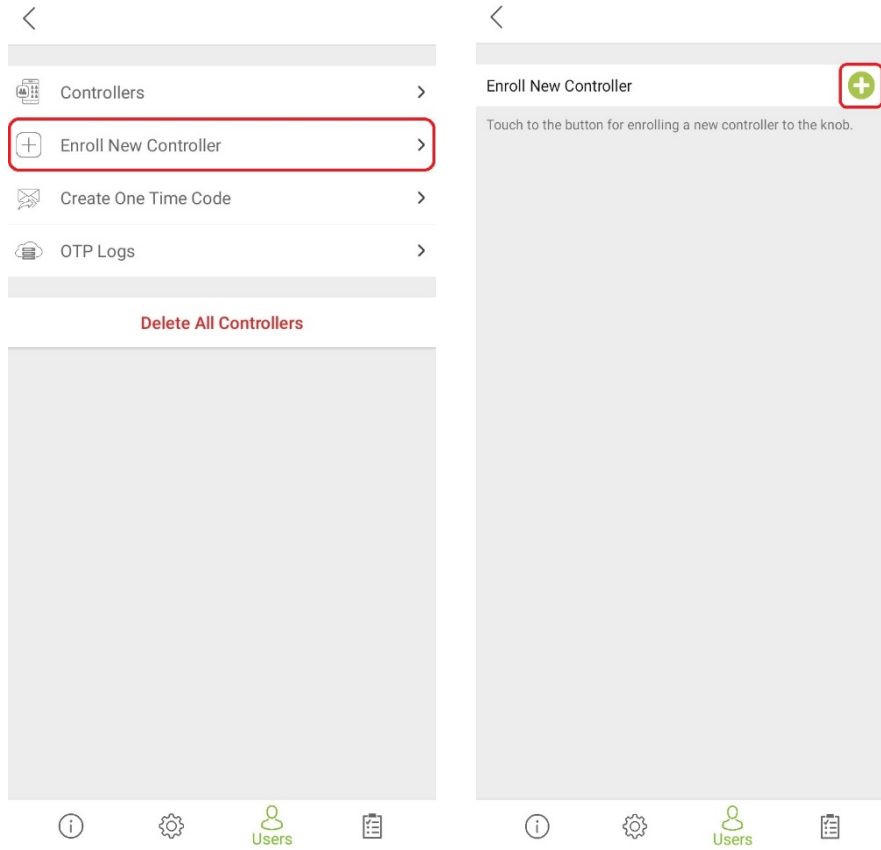 Controllers
Enroll New Controller
Create One Time Code
OTP Logs
Delete All Controllers
Users
Enroll New Controller
Touch to the button for enrolling a new controller to the knob.
Users